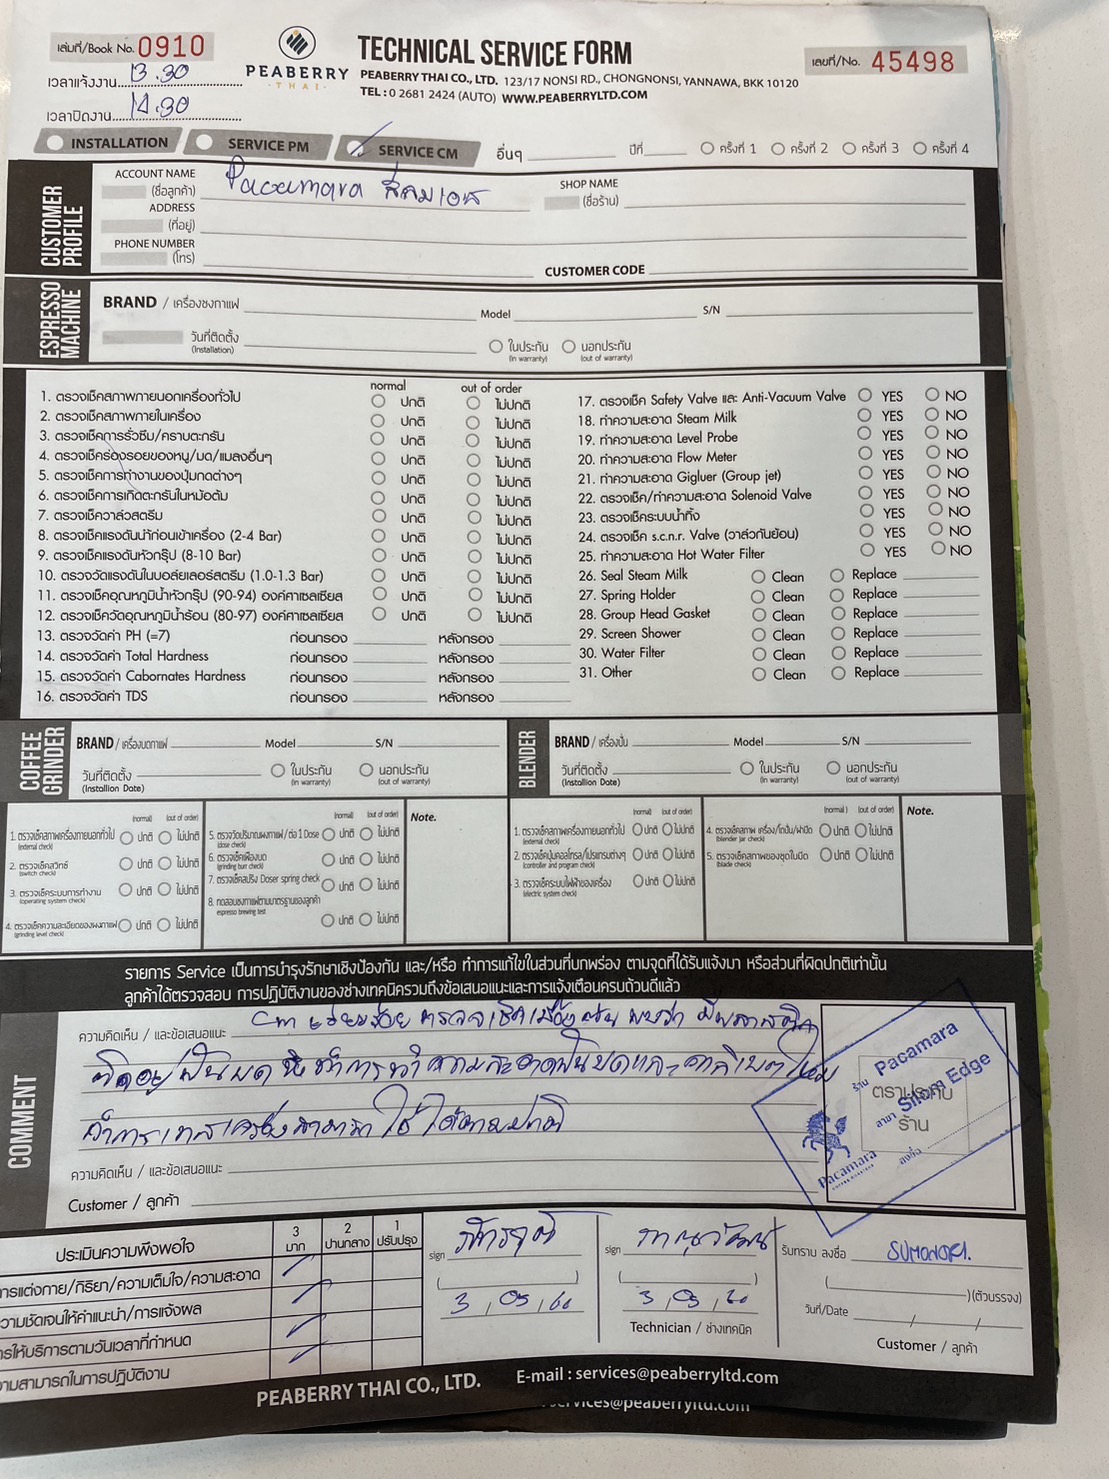 เล่มที่/Book No. 0910
PEABERRY
THAI
TECHNICAL SERVICE FORM
PEABERRY THAI CO., LTD. 123/17 NONSI RD., CHONGNONSI, YANNAWA, BKK 10120
TEL : 0 2681 2424 (AUTO) WWW.PEABERRYLTD.COM
เลขที่/No. 45498
เวลาแจ้งงาน 13.30
เวลาปิดงาน 14.30
INSTALLATION SERVICE PM SERVICE CM อื่นๆ ปีที่ ครั้งที่ 1 ครั้งที่ 2 ครั้งที่ 3 ครั้งที่ 4
CUSTOMER PROFILE
ACCOUNT NAME (ชื่อลูกค้า) Pacamara สีลมเอจ
SHOP NAME (ชื่อร้าน)
ADDRESS (ที่อยู่)
PHONE NUMBER (โทร)
CUSTOMER CODE
ESPRESSO MACHINE
BRAND / เครื่องชงกาแฟ Model S/N
วันที่ติดตั้ง (Installation) ในประกัน (in warranty) นอกประกัน (out of warranty)
normal out of order
1. ตรวจเช็คสภาพภายนอกเครื่องทั่วไป ปกติ ไม่ปกติ
2. ตรวจเช็คสภาพภายในเครื่อง ปกติ ไม่ปกติ
3. ตรวจเช็คการรั่วซึม/คราบตะกรัน ปกติ ไม่ปกติ
4. ตรวจเช็คร่องรอยของหนู/มด/แมลงอื่นๆ ปกติ ไม่ปกติ
5. ตรวจเช็คการทำงานของปุ่มกดต่างๆ ปกติ ไม่ปกติ
6. ตรวจเช็คการเกิดตะกรันในหม้อต้ม ปกติ ไม่ปกติ
7. ตรวจเช็ควาล์วสตรีม ปกติ ไม่ปกติ
8. ตรวจเช็คแรงดันน้ำก่อนเข้าเครื่อง (2-4 Bar) ปกติ ไม่ปกติ
9. ตรวจเช็คแรงดันหัวกรุ๊ป (8-10 Bar) ปกติ ไม่ปกติ
10. ตรวจวัดแรงดันในบอล์ยเลอร์สตรีม (1.0-1.3 Bar) ปกติ ไม่ปกติ
11. ตรวจเช็คอุณหภูมิน้ำหัวกรุ๊ป (90-94) องค์ศาเซลเซียส ปกติ ไม่ปกติ
12. ตรวจเช็ควัดอุณหภูมิน้ำร้อน (80-97) องค์ศาเซลเซียส ปกติ ไม่ปกติ
13. ตรวจวัดค่า PH (=7) ก่อนกรอง หลังกรอง
14. ตรวจวัดค่า Total Hardness ก่อนกรอง หลังกรอง
15. ตรวจวัดค่า Cabornates Hardness ก่อนกรอง หลังกรอง
16. ตรวจวัดค่า TDS ก่อนกรอง หลังกรอง
17. ตรวจเช็ค Safety Valve และ Anti-Vacuum Valve YES NO
18. ทำความสะอาด Steam Milk YES NO
19. ทำความสะอาด Level Probe YES NO
20. ทำความสะอาด Flow Meter YES NO
21. ทำความสะอาด Gigluer (Group jet) YES NO
22. ตรวจเช็ค/ทำความสะอาด Solenoid Valve YES NO
23. ตรวจเช็คระบบน้ำทิ้ง YES NO
24. ตรวจเช็ค s.c.n.r. Valve (วาล์วกันย้อน) YES NO
25. ทำความสะอาด Hot Water Filter YES NO
26. Seal Steam Milk Clean Replace
27. Spring Holder Clean Replace
28. Group Head Gasket Clean Replace
29. Screen Shower Clean Replace
30. Water Filter Clean Replace
31. Other Clean Replace
COFFEE GRINDER
BRAND / เครื่องบดกาแฟ Model S/N
วันที่ติดตั้ง (Installion Date) ในประกัน (in warranty) นอกประกัน (out of warranty)
BLENDER
BRAND / เครื่องปั่น Model S/N
วันที่ติดตั้ง (Installion Date) ในประกัน (in warranty) นอกประกัน (out of warranty)
(normal) (out of order)
1. ตรวจเช็คสภาพเครื่องภายนอกทั่วไป (external check) ปกติ ไม่ปกติ
2. ตรวจเช็คสวิทช์ (switch check) ปกติ ไม่ปกติ
3. ตรวจเช็คระบบการทำงาน (operating system check) ปกติ ไม่ปกติ
4. ตรวจเช็คความละเอียดของผงกาแฟ (grinding level check) ปกติ ไม่ปกติ
(normal) (out of order)
5. ตรวจวัดปริมาณผงกาแฟ / ต่อ 1 Dose (dose check) ปกติ ไม่ปกติ
6. ตรวจเช็คเฟืองบด (grinding burr check) ปกติ ไม่ปกติ
7. ตรวจเช็คสปริง Doser spring check ปกติ ไม่ปกติ
8. ทดสอบชงกาแฟตามมาตรฐานของลูกค้า espresso brewing test ปกติ ไม่ปกติ
Note.
(normal) (out of order)
1. ตรวจเช็คสภาพเครื่องภายนอกทั่วไป (external check) ปกติ ไม่ปกติ
2. ตรวจเช็คปุ่มคอลโทรล/โปรแกรมต่างๆ (controller and program check) ปกติ ไม่ปกติ
3. ตรวจเช็คระบบไฟฟ้าของเครื่อง (electric system check) ปกติ ไม่ปกติ
(normal) (out of order)
4. ตรวจเช็คสภาพ เครื่อง/โถปั่น/ฝาปิด (blender jar check) ปกติ ไม่ปกติ
5. ตรวจเช็คสภาพของชุดใบมีด (blade check) ปกติ ไม่ปกติ
Note.
รายการ Service เป็นการบำรุงรักษาเชิงป้องกัน และ/หรือ ทำการแก้ไขในส่วนที่บกพร่อง ตามจุดที่ได้รับแจ้งมา หรือส่วนที่ผิดปกติเท่านั้น
ลูกค้าได้ตรวจสอบ การปฏิบัติงานของช่างเทคนิครวมถึงข้อเสนอแนะและการแจ้งเตือนครบถ้วนดีแล้ว
COMMENT
ความคิดเห็น / และข้อเสนอแนะ CM เรียบร้อย ตรวจเช็คเบื้องต้น พบว่า มีพลาสติก
ติดอยู่ฟันบด จึงทำการทำความสะอาดฟันบดและคาลิเบตใหม่
ทำการเทสเครื่องสามารถใช้ได้ตามปกติ
ความคิดเห็น / และข้อเสนอแนะ
Customer / ลูกค้า
ร้าน Pacamara
สาขา Silom Edge
ลงชื่อ
Pacamara
ตราประทับ
ร้าน
ประเมินความพึงพอใจ 3 มาก 2 ปานกลาง 1 ปรับปรุง
การแต่งกาย/กิริยา/ความเต็มใจ/ความสะอาด
ความชัดเจนให้คำแนะนำ/การแจ้งผล
การให้บริการตามวันเวลาที่กำหนด
ความสามารถในการปฏิบัติงาน
sign
3 , 05 , 66
sign
3 , 05 , 66
Technician / ช่างเทคนิค
รับทราบ ลงชื่อ
(ตัวบรรจง)
วันที่/Date
Customer / ลูกค้า
PEABERRY THAI CO., LTD. E-mail : services@peaberryltd.com
services@peaberryltd.com